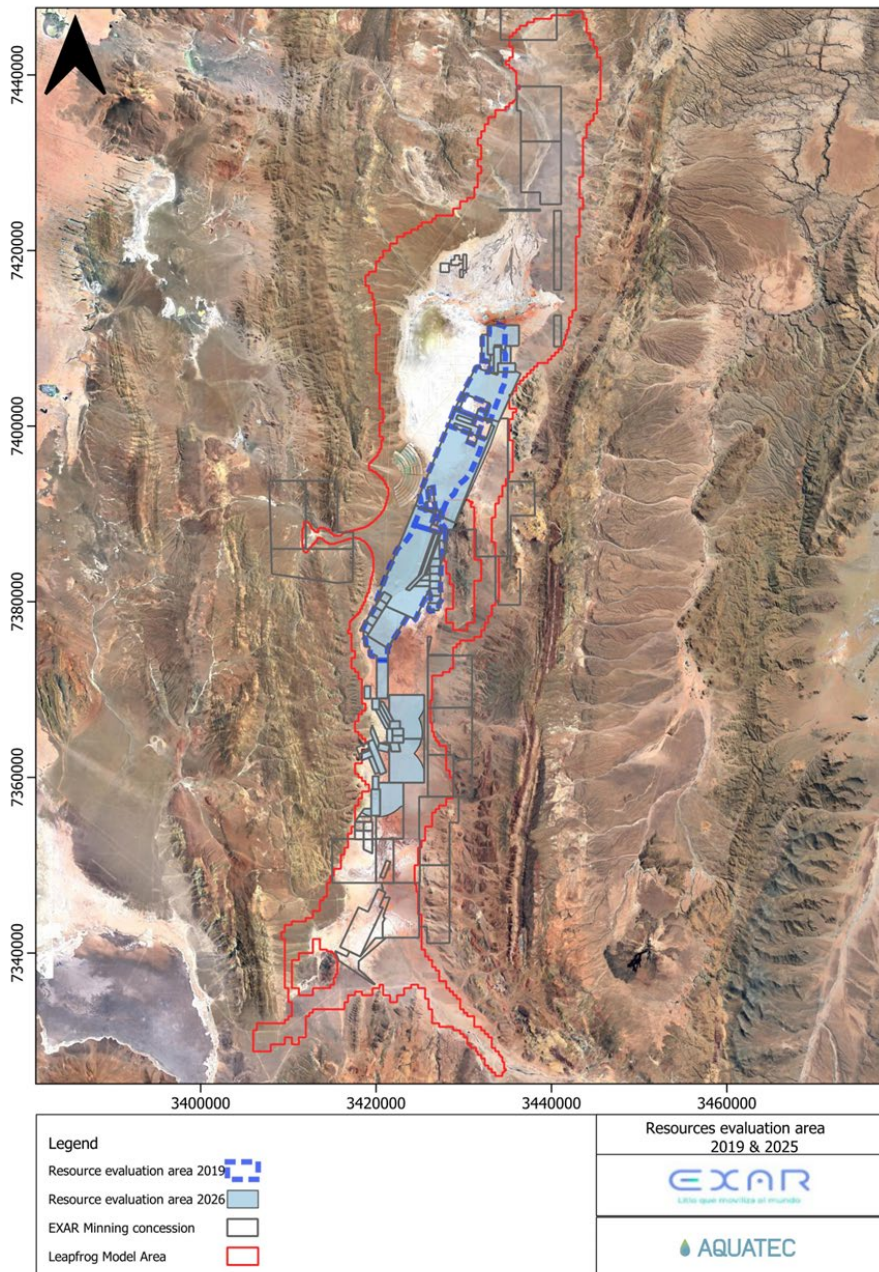 7440000
7420000
7400000
7380000
7360000
7340000
3400000
3420000
3440000
3460000
Legend
Resource evaluation area 2019
Resource evaluation area 2026
EXAR Minning concession
Leapfrog Model Area
Resources evaluation area
2019 & 2025
EXAR
Litio que moviliza al mundo
AQUATEC